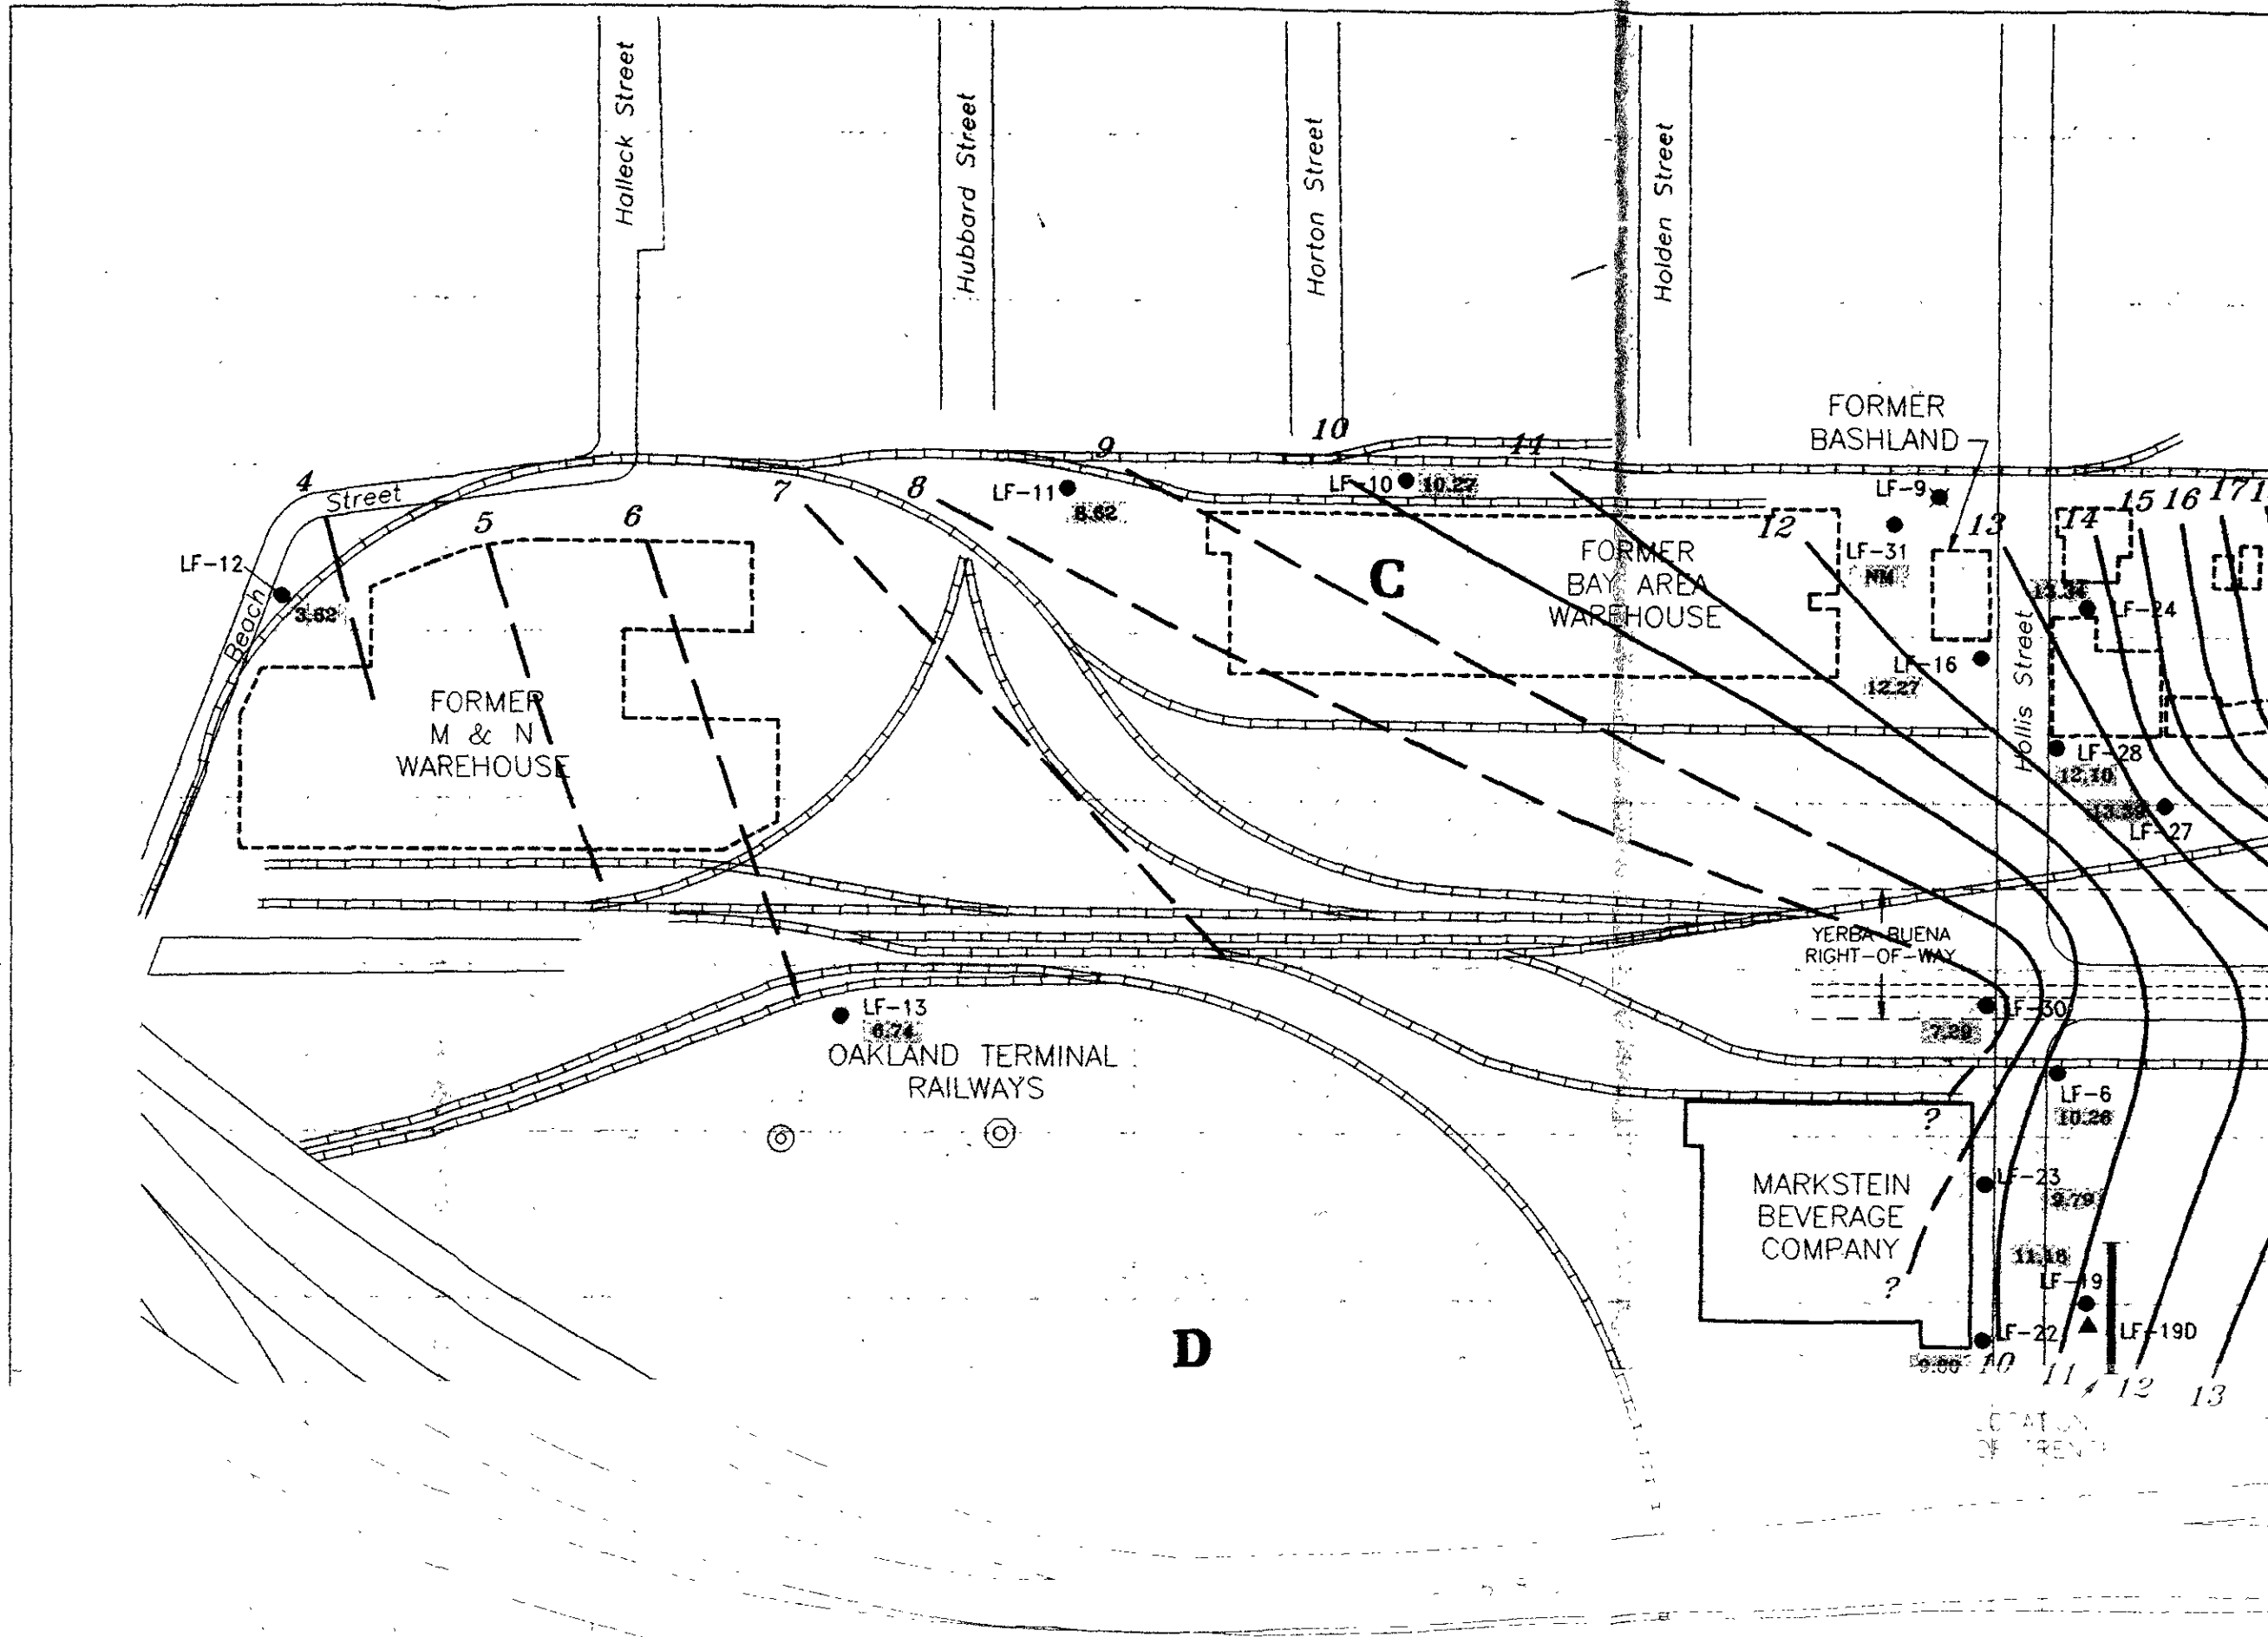 Halleck Street
Hubbard Street
Horton Street
Holden Street
FORMER
BASHLAND
4
Street
Beach
5
6
7
8
9
10
11
12
13
14
15
16
17
LF-12
3.62
LF-11
8.62
LF-10
10.27
LF-9
LF-31
NM
LF-16
12.27
Hollis Street
LF-24
LF-28
12.10
LF-27
C
FORMER
BAY AREA
WAREHOUSE
FORMER
M & N
WAREHOUSE
YERBA BUENA
RIGHT-OF-WAY
LF-30
7.29
LF-13
6.74
OAKLAND TERMINAL
RAILWAYS
LF-6
10.26
?
MARKSTEIN
BEVERAGE
COMPANY
?
LF-23
9.79
11.16
LF-19
LF-19D
LF-22
10
11
12
13
D